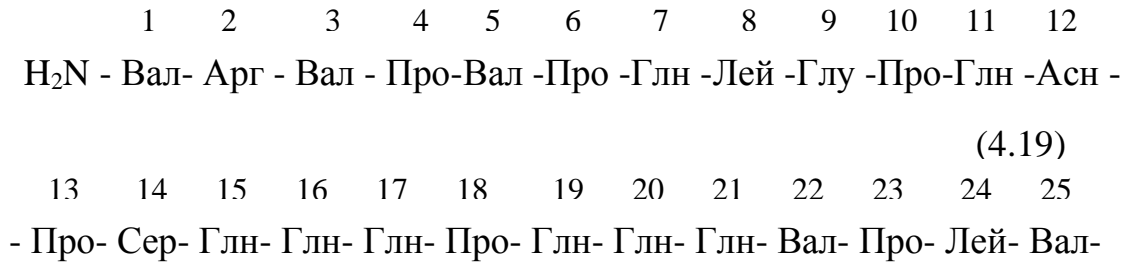 1 2 3 4 5 6 7 8 9 10 11 12
H₂N - Вал- Арг - Вал - Про-Вал -Про -Глн -Лей -Глу -Про-Глн -Асн -
(4.19)
13 14 15 16 17 18 19 20 21 22 23 24 25
- Про- Сер- Глн- Глн- Глн- Про- Глн- Глн- Глн- Вал- Про- Лей- Вал-